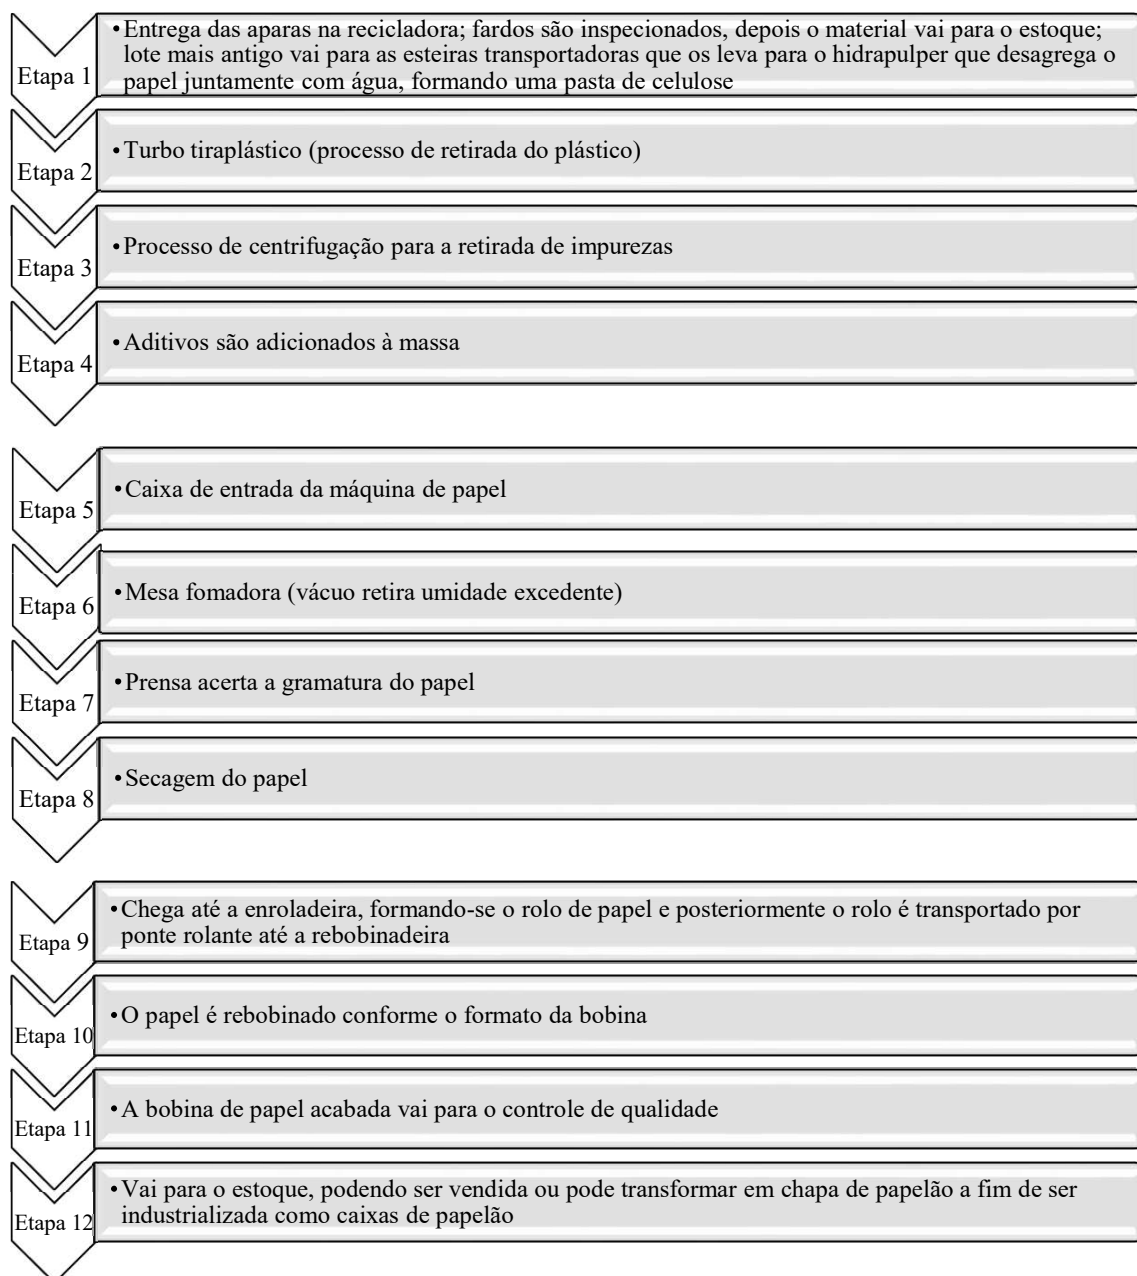 Etapa 1
•Entrega das aparas na recicladora; fardos são inspecionados, depois o material vai para o estoque;
lote mais antigo vai para as esteiras transportadoras que os leva para o hidrapulper que desagrega o
papel juntamente com água, formando uma pasta de celulose
Etapa 2
•Turbo tiraplástico (processo de retirada do plástico)
Etapa 3
•Processo de centrifugação para a retirada de impurezas
Etapa 4
•Aditivos são adicionados à massa
Etapa 5
•Caixa de entrada da máquina de papel
Etapa 6
•Mesa fomadora (vácuo retira umidade excedente)
Etapa 7
•Prensa acerta a gramatura do papel
Etapa 8
•Secagem do papel
Etapa 9
•Chega até a enroladeira, formando-se o rolo de papel e posteriormente o rolo é transportado por
ponte rolante até a rebobinadeira
Etapa 10
•O papel é rebobinado conforme o formato da bobina
Etapa 11
•A bobina de papel acabada vai para o controle de qualidade
Etapa 12
•Vai para o estoque, podendo ser vendida ou pode transformar em chapa de papelão a fim de ser
industrializada como caixas de papelão